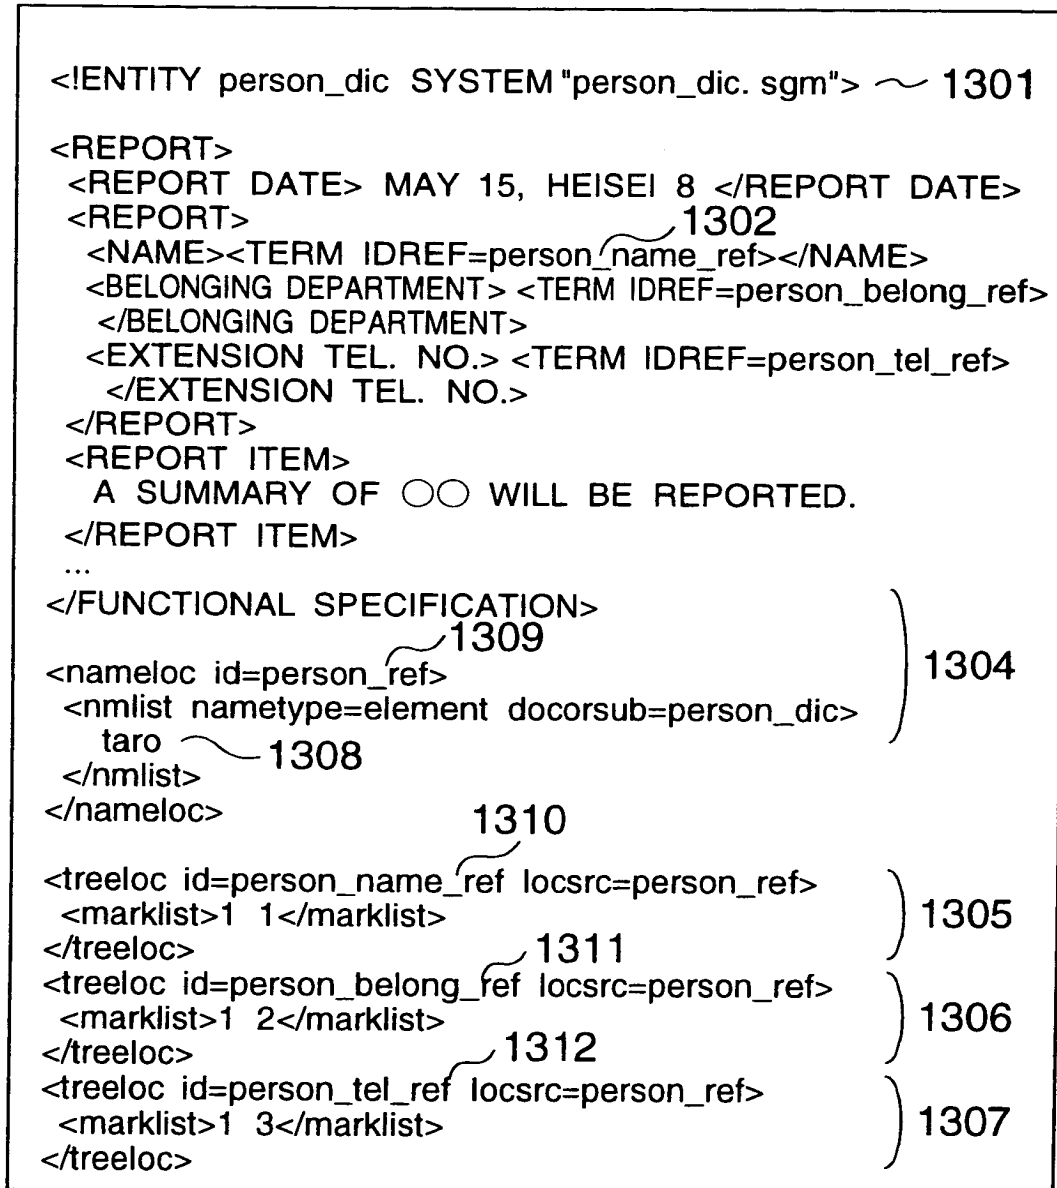 <!ENTITY person_dic SYSTEM "person_dic. sgm"> 1301
<REPORT>
<REPORT DATE> MAY 15, HEISEI 8 </REPORT DATE>
<REPORT>
1302
<NAME><TERM IDREF=person_name_ref></NAME>
<BELONGING DEPARTMENT> <TERM IDREF=person_belong_ref>
</BELONGING DEPARTMENT>
<EXTENSION TEL. NO.> <TERM IDREF=person_tel_ref>
</EXTENSION TEL. NO.>
</REPORT>
<REPORT ITEM>
A SUMMARY OF ○○ WILL BE REPORTED.
</REPORT ITEM>
...
</FUNCTIONAL SPECIFICATION>
1309
<nameloc id=person_ref> 1304
<nmlist nametype=element docorsub=person_dic>
taro 1308
</nmlist>
</nameloc>
1310
<treeloc id=person_name_ref locsrc=person_ref>
<marklist>1 1</marklist> 1305
</treeloc> 1311
<treeloc id=person_belong_ref locsrc=person_ref>
<marklist>1 2</marklist> 1306
</treeloc> 1312
<treeloc id=person_tel_ref locsrc=person_ref>
<marklist>1 3</marklist> 1307
</treeloc>